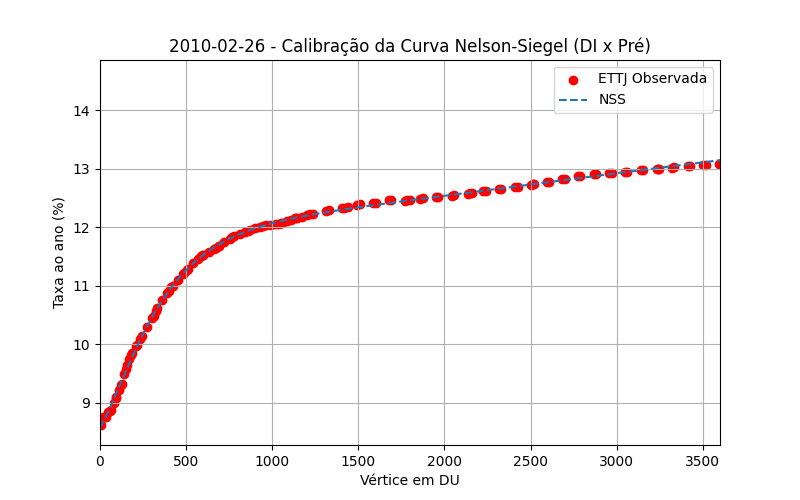 2010-02-26 - Calibração da Curva Nelson-Siegel (DI x Pré)
ETTJ Observada
NSS
Taxa ao ano (%)
14
13
12
11
10
9
0 500 1000 1500 2000 2500 3000 3500
Vértice em DU